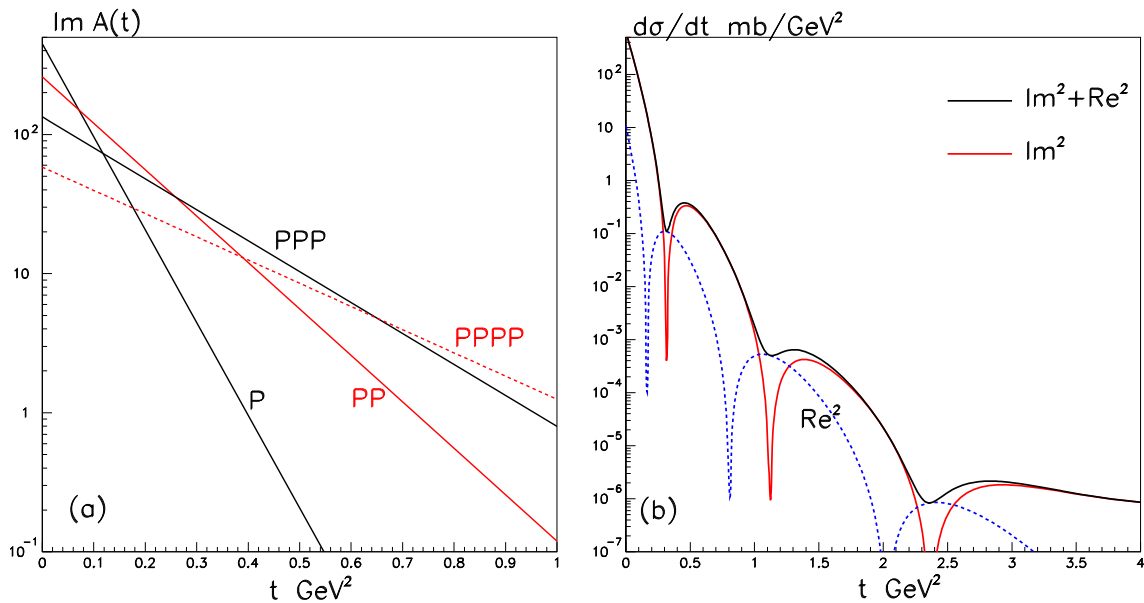 Im A(t)
10²
10
1
10⁻¹
PPP
PPPP
P
PP
(a)
0 0.1 0.2 0.3 0.4 0.5 0.6 0.7 0.8 0.9 1
t GeV²
dσ/dt mb/GeV²
10²
10
1
10⁻¹
10⁻²
10⁻³
10⁻⁴
10⁻⁵
10⁻⁶
10⁻⁷
Im²+Re²
Im²
Re²
(b)
0 0.5 1 1.5 2 2.5 3 3.5 4
t GeV²